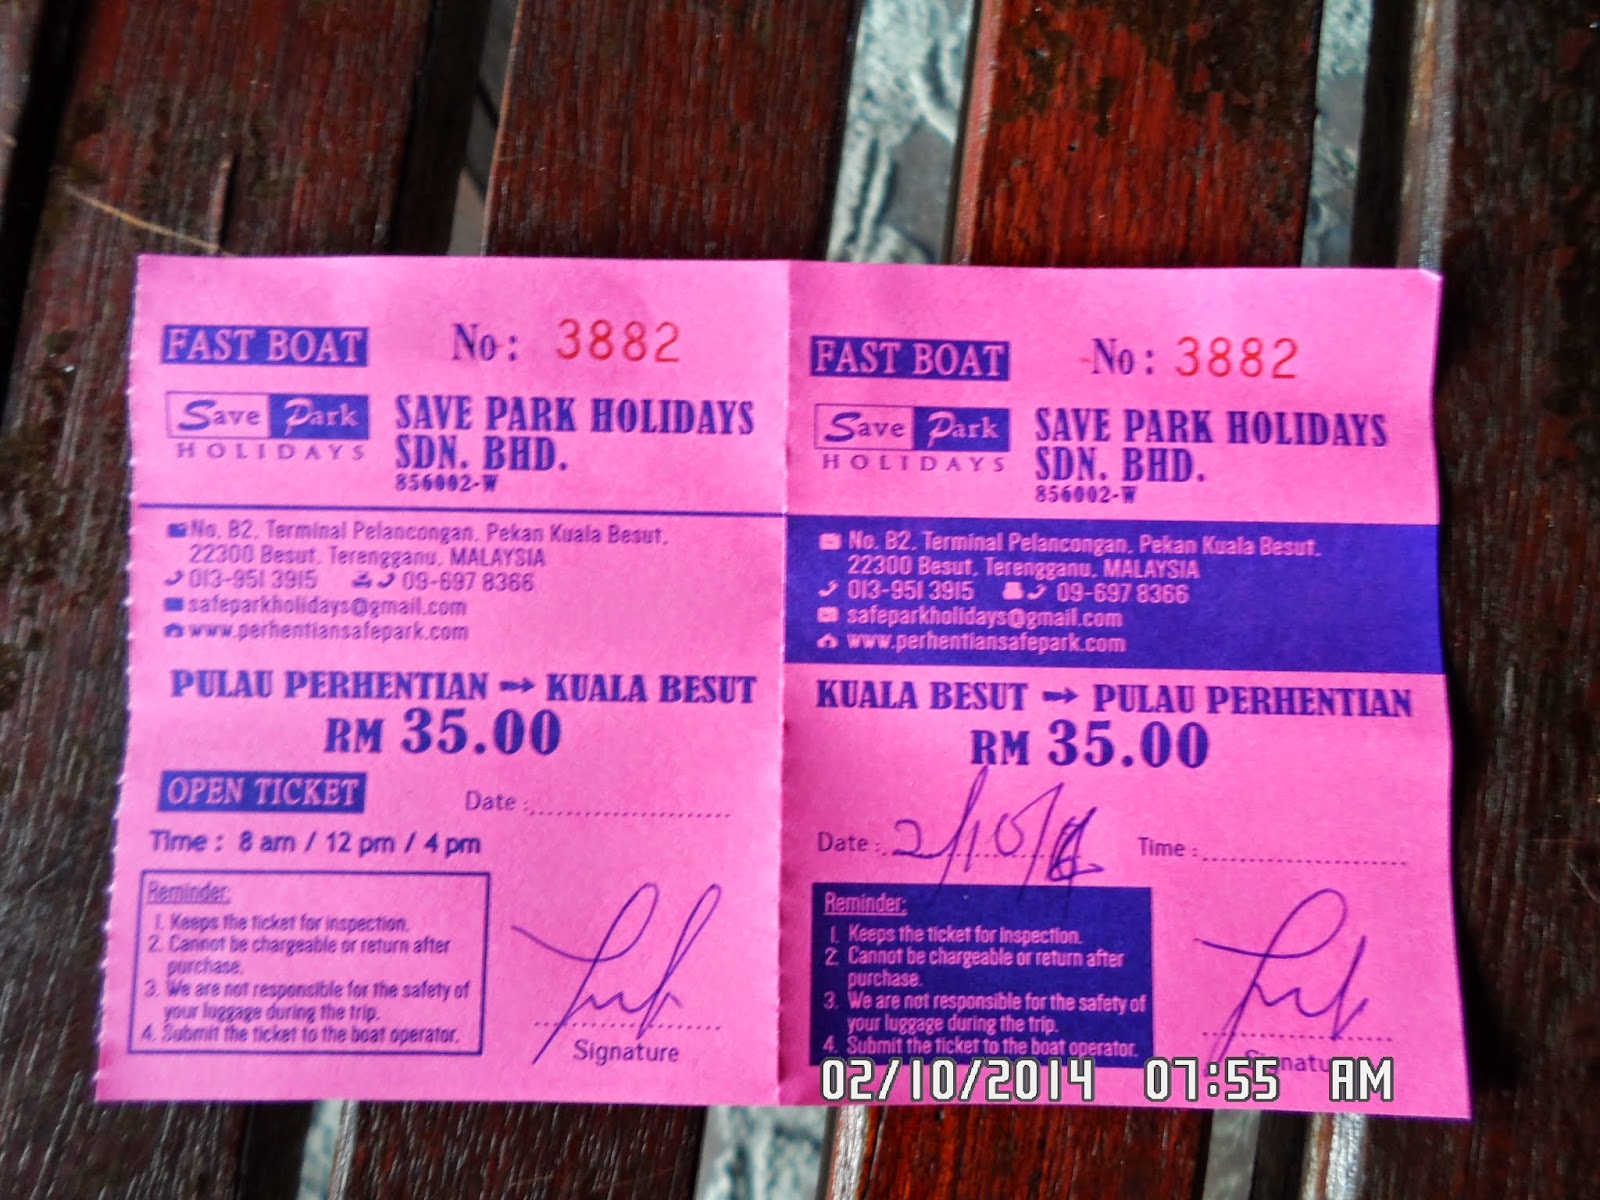 FAST BOAT No: 3882
Save Park
HOLIDAYS
SAVE PARK HOLIDAYS
SDN. BHD.
856002-W
No. B2, Terminal Pelancongan, Pekan Kuala Besut,
22300 Besut, Terengganu, MALAYSIA
013-951 3915 09-697 8366
safeparkholidays@gmail.com
www.perhentiansafepark.com
PULAU PERHENTIAN → KUALA BESUT
RM 35.00
OPEN TICKET Date :
Time : 8 am / 12 pm / 4 pm
Reminder:
1. Keeps the ticket for inspection.
2. Cannot be chargeable or return after
purchase.
3. We are not responsible for the safety of
your luggage during the trip.
4. Submit the ticket to the boat operator.
Signature
FAST BOAT No: 3882
Save Park
HOLIDAYS
SAVE PARK HOLIDAYS
SDN. BHD.
856002-W
No. B2, Terminal Pelancongan, Pekan Kuala Besut,
22300 Besut, Terengganu, MALAYSIA
013-951 3915 09-697 8366
safeparkholidays@gmail.com
www.perhentiansafepark.com
KUALA BESUT → PULAU PERHENTIAN
RM 35.00
Date : 2/10/ Time :
Reminder:
1. Keeps the ticket for inspection.
2. Cannot be chargeable or return after
purchase.
3. We are not responsible for the safety of
your luggage during the trip.
4. Submit the ticket to the boat operator.
Signature
02/10/2014 07:55 AM